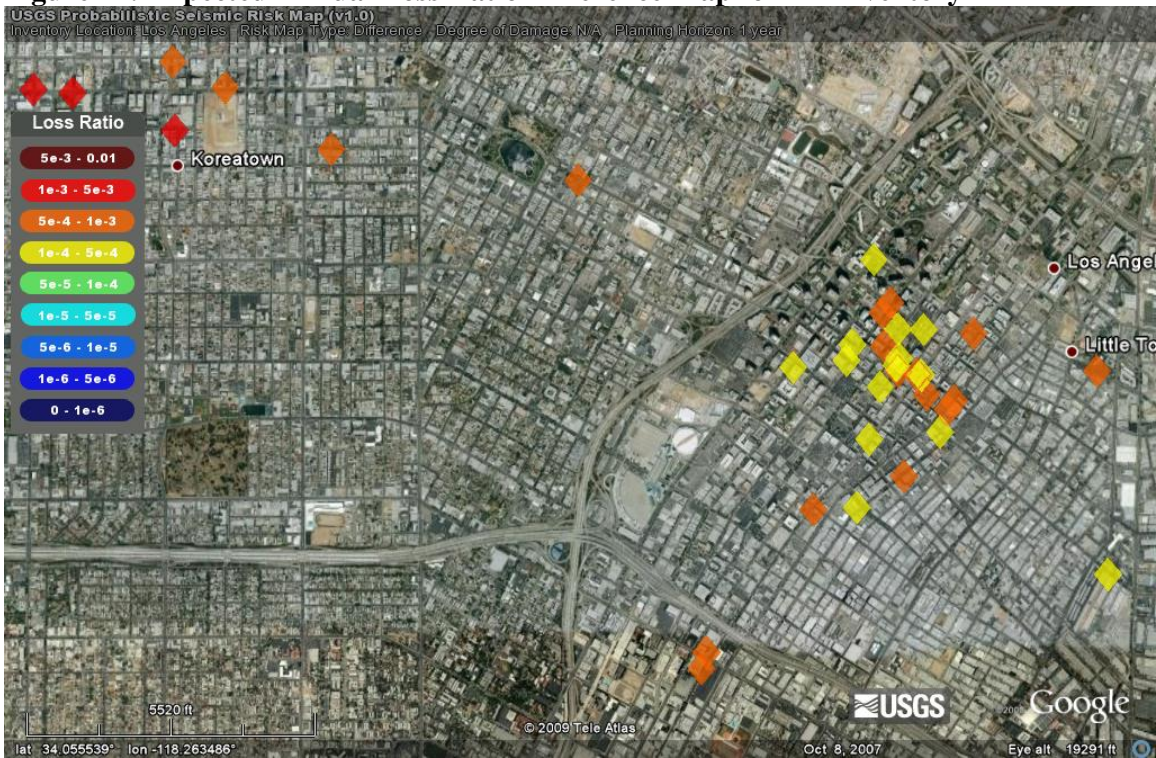 USGS Probabilistic Seismic Risk Map (v1.0)
Inventory Location: Los Angeles Risk Map Type: Difference Degree of Damage: N/A Planning Horizon: 1 year
Loss Ratio
5e-3 - 0.01
1e-3 - 5e-3
5e-4 - 1e-3
1e-4 - 5e-4
5e-5 - 1e-4
1e-5 - 5e-5
5e-6 - 1e-5
1e-6 - 5e-6
0 - 1e-6
Koreatown
Los Angel
Little To
5520 ft
© 2009 Tele Atlas
USGS
Google
lat 34.055539° lon -118.263486°
Oct 8, 2007
Eye alt 19291 ft